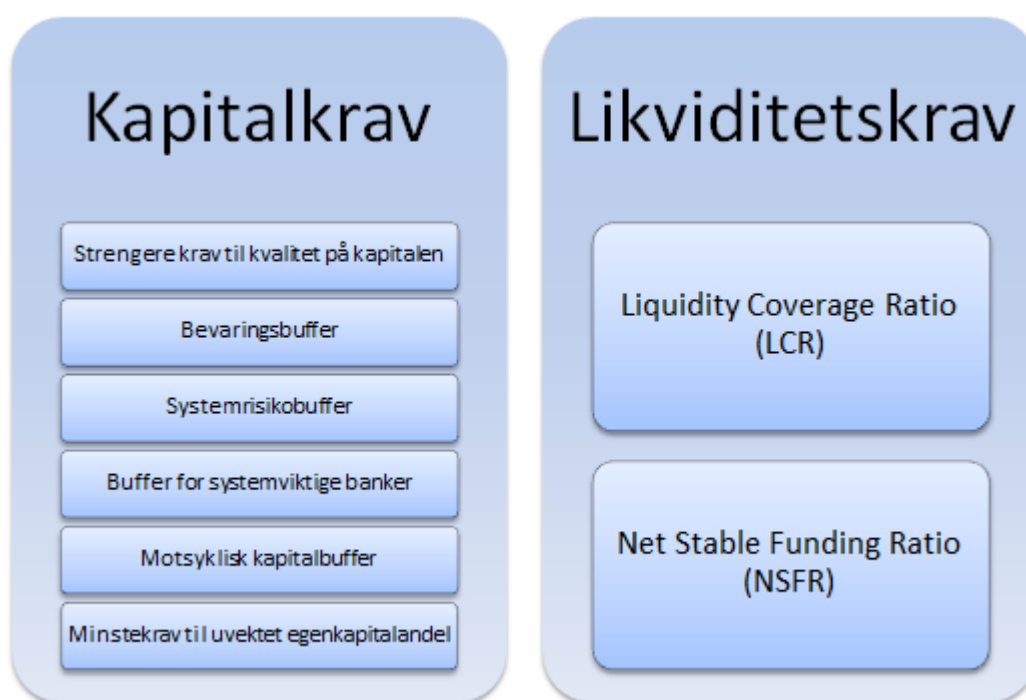 Kapitalkrav
Strengere krav til kvalitet på kapitalen
Bevaringsbuffer
Systemrisikobuffer
Buffer for systemviktige banker
Motsyklisk kapitalbuffer
Minstekrav til uvektet egenkapitalandel
Likviditetskrav
Liquidity Coverage Ratio
(LCR)
Net Stable Funding Ratio
(NSFR)